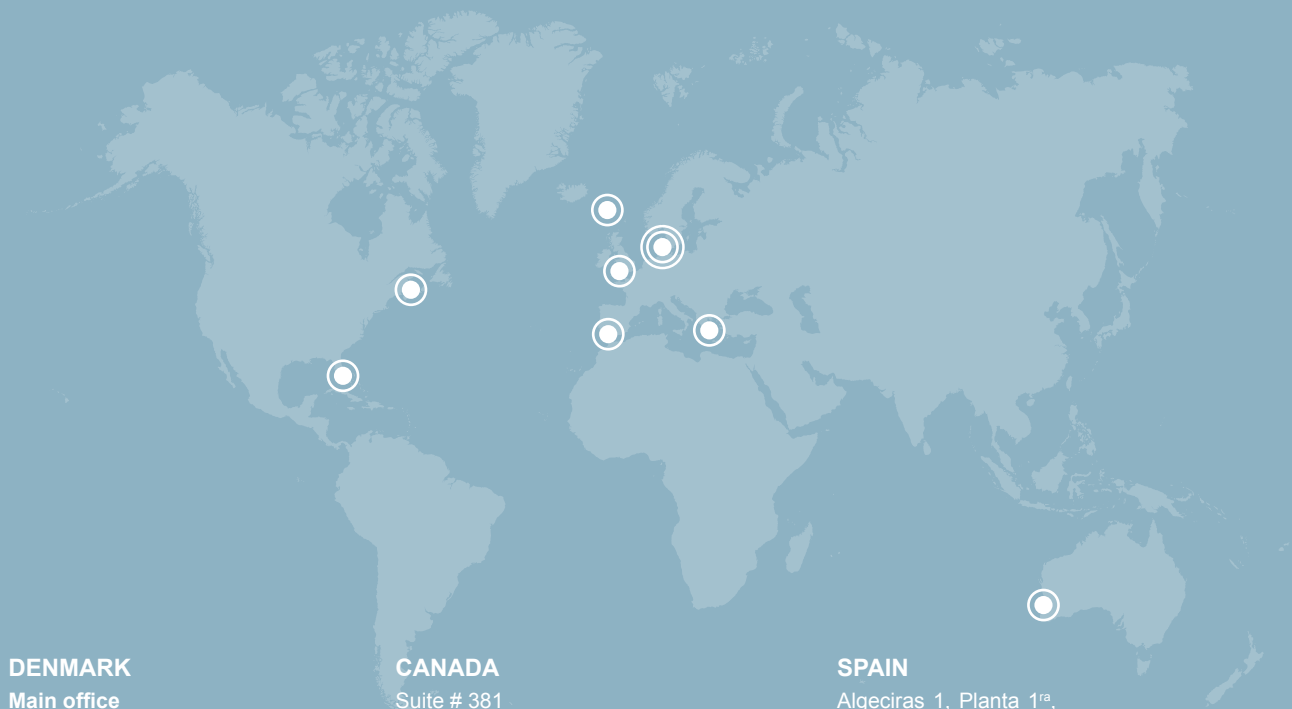 DENMARK
Main office
CANADA
Suite # 381
SPAIN
Algeciras 1, Planta 1ra,